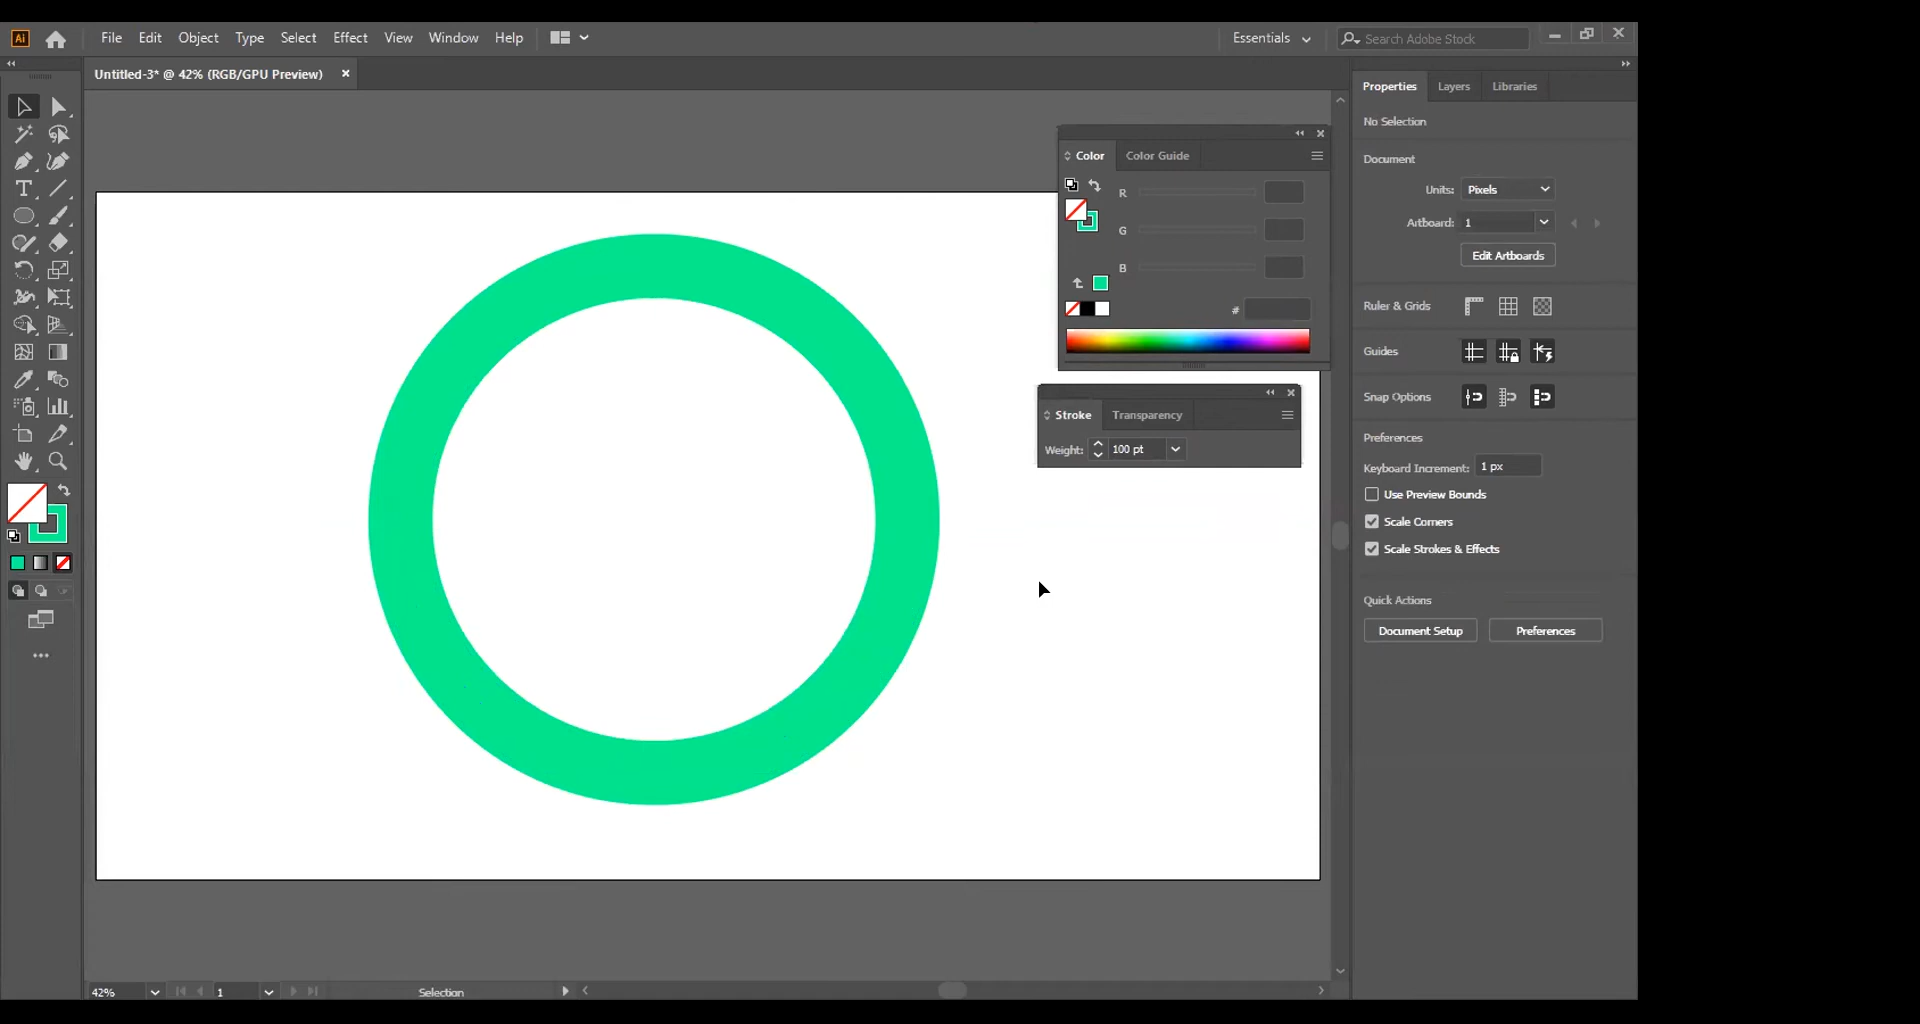 Ai File Edit Object Type Select Effect View Window Help Essentials Search Adobe Stock
Untitled-3* @ 42% (RGB/GPU Preview)
Color Color Guide
R
G
B
#
Stroke Transparency
Weight: 100 pt
T
Properties Layers Libraries
No Selection
Document
Units: Pixels
Artboard: 1
Edit Artboards
Ruler & Grids
Guides
Snap Options
Preferences
Keyboard Increment: 1 px
Use Preview Bounds
Scale Corners
Scale Strokes & Effects
Quick Actions
Document Setup Preferences
42% 1 Selection